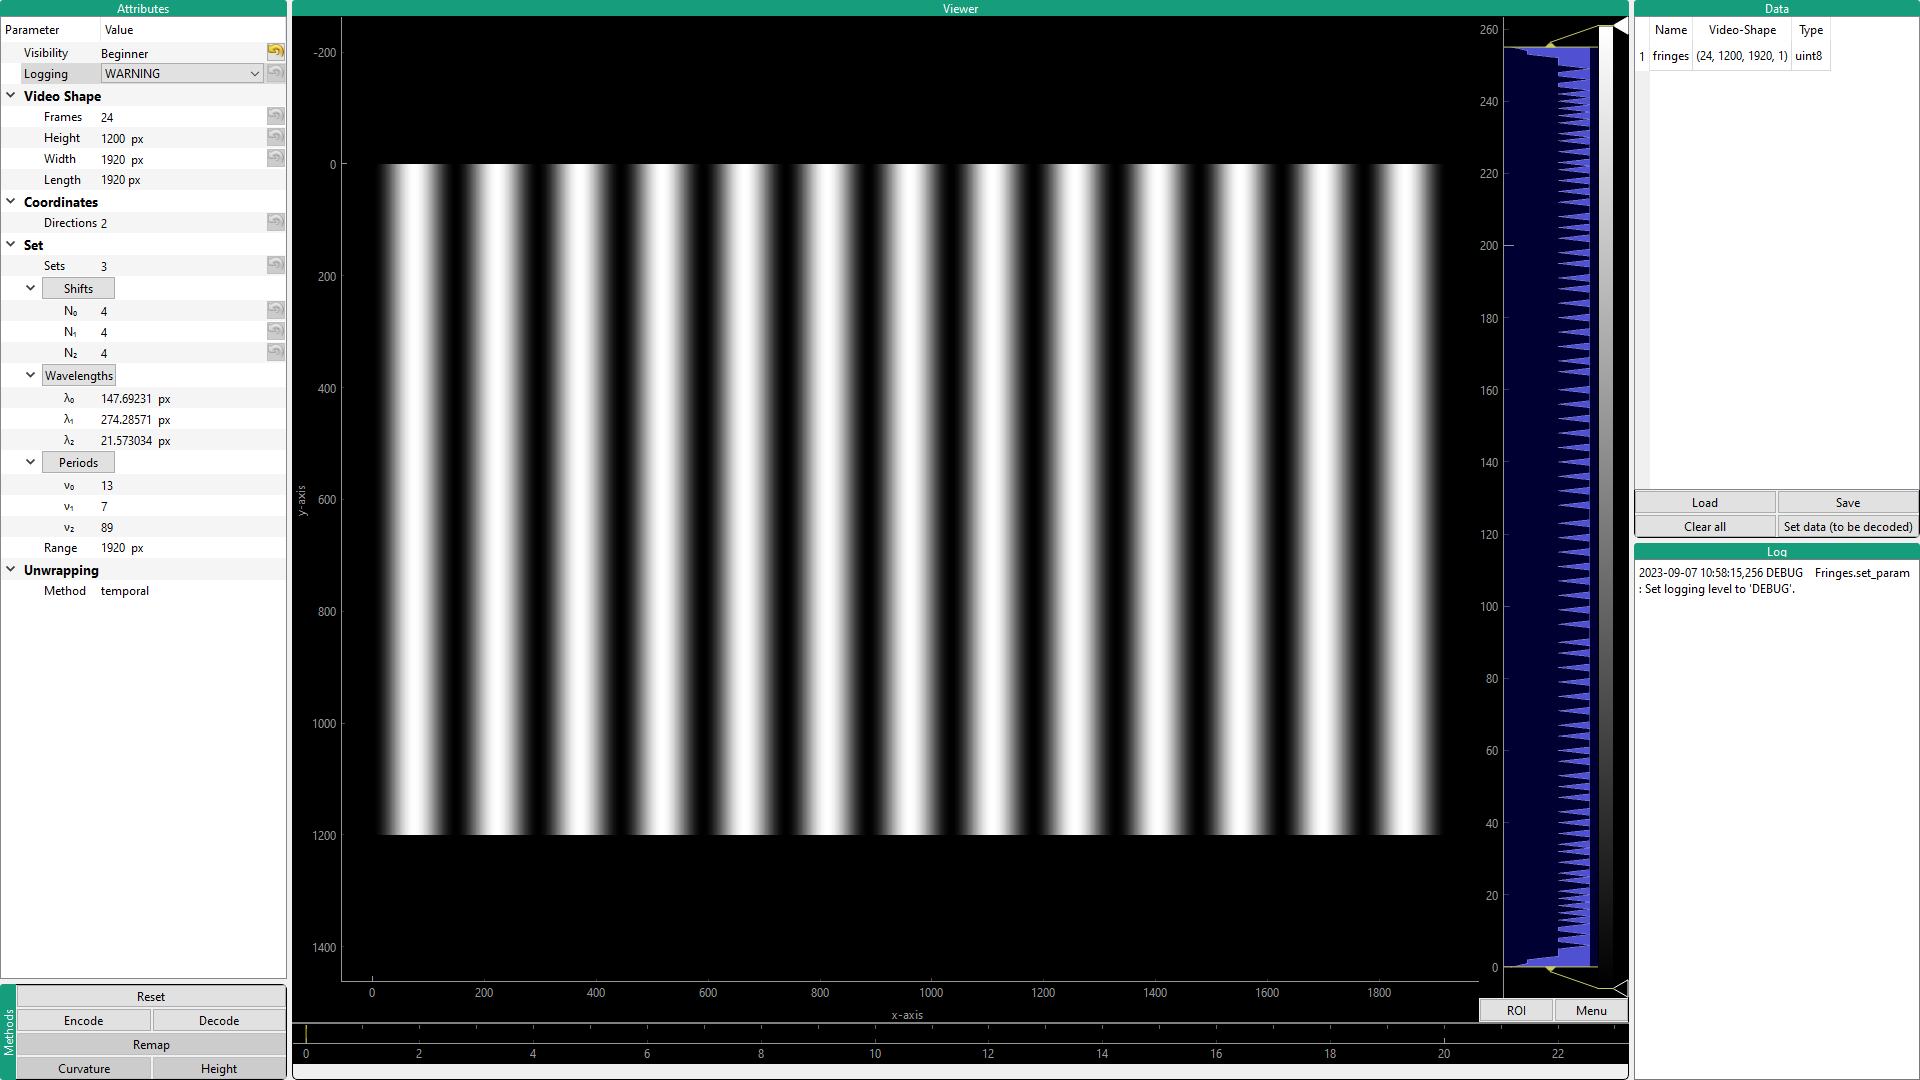 Attributes
Parameter Value
Visibility Beginner
Logging WARNING
Video Shape
Frames 24
Height 1200 px
Width 1920 px
Length 1920 px
Coordinates
Directions 2
Set
Sets 3
Shifts
N₀ 4
N₁ 4
N₂ 4
Wavelengths
λ₀ 147.69231 px
λ₁ 274.28571 px
λ₂ 21.573034 px
Periods
ν₀ 13
ν₁ 7
ν₂ 89
Range 1920 px
Unwrapping
Method temporal
Methods
Reset
Encode Decode
Remap
Curvature Height
Viewer
y-axis
-200
0
200
400
600
800
1000
1200
1400
0 200 400 600 800 1000 1200 1400 1600 1800
x-axis
260
240
220
200
180
160
140
120
100
80
60
40
20
0
ROI Menu
0 2 4 6 8 10 12 14 16 18 20 22
Data
Name Video-Shape Type
1 fringes (24, 1200, 1920, 1) uint8
Load Save
Clear all Set data (to be decoded)
Log
2023-09-07 10:58:15,256 DEBUG Fringes.set_param
: Set logging level to 'DEBUG'.